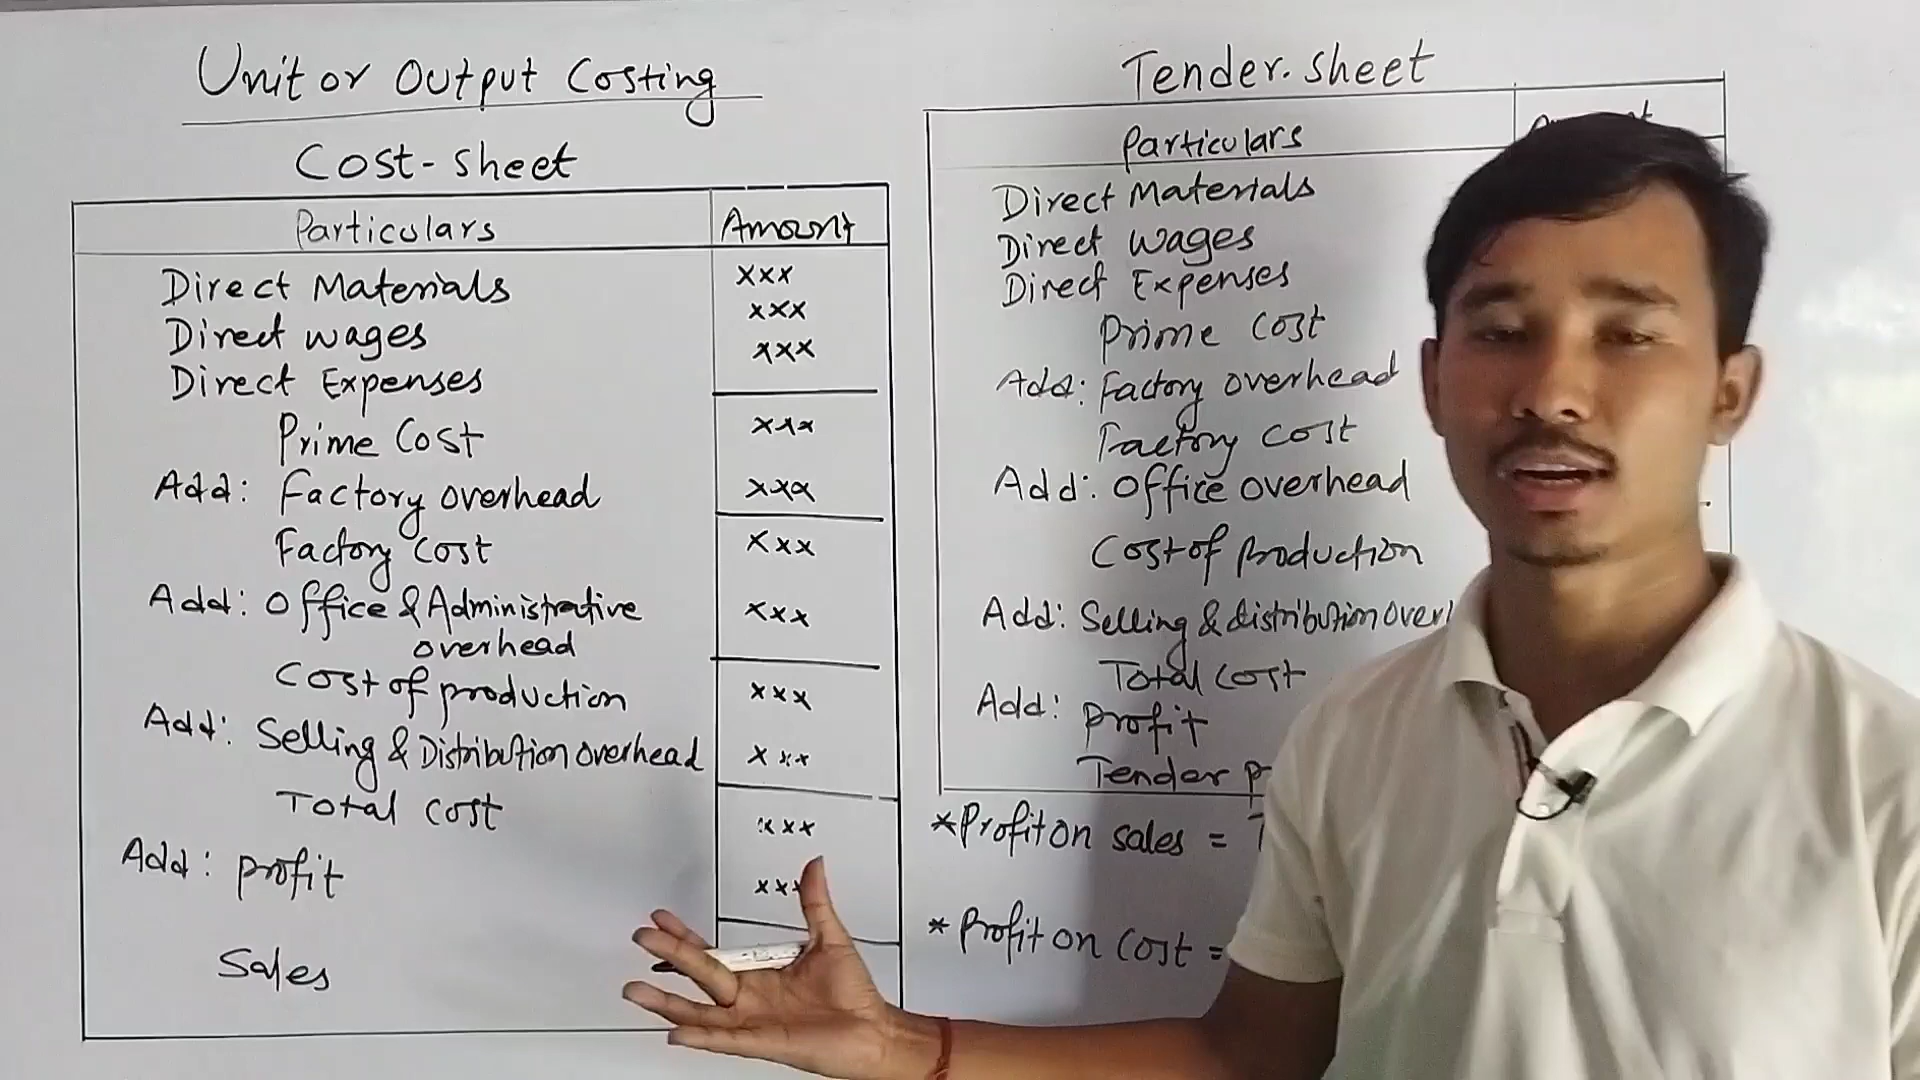 Unit or Output Costing
Cost-Sheet
Particulars Amount
Direct Materials xxx
Direct wages xxx
Direct Expenses xxx
Prime Cost xxx
Add: Factory overhead xxx
Factory Cost xxx
Add: Office & Administrative xxx
overhead
Cost of production xxx
Add: Selling & Distribution overhead xxx
Total Cost xxx
Add: Profit xxx
Sales
Tender. Sheet
Particulars
Direct Materials
Direct Wages
Direct Expenses
Prime Cost
Add: Factory overhead
Factory Cost
Add: Office overhead
Cost of production
Add: Selling & distribution over
Total Cost
Add: Profit
Tender
*Profit on sales =
*Profit on Cost =